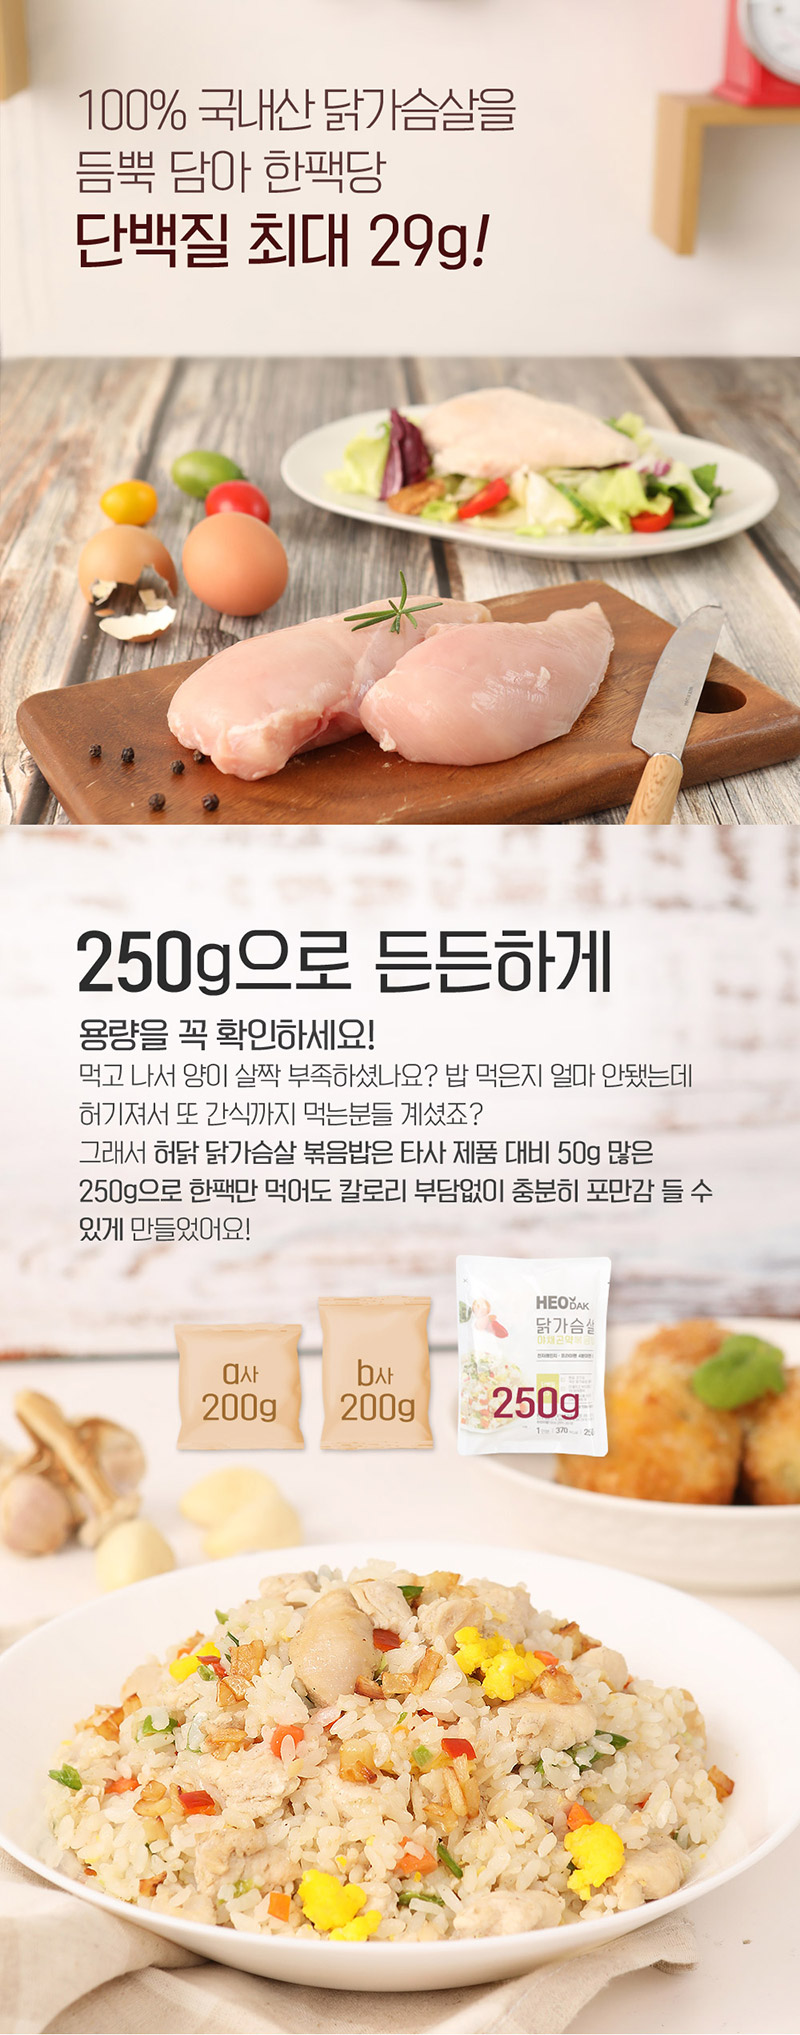 100% 국내산 닭가슴살을
듬뿍 담아 한팩당
단백질 최대 29g!
250g으로 든든하게
용량을 꼭 확인하세요!
먹고 나서 양이 살짝 부족하셨나요? 밥 먹은지 얼마 안됐는데
허기져서 또 간식까지 먹는분들 계셨죠?
그래서 허닭 닭가슴살 볶음밥은 타사 제품 대비 50g 많은
250g으로 한팩만 먹어도 칼로리 부담없이 충분히 포만감 들 수
있게 만들었어요!
a사
200g
b사
200g
HEO DAK
닭가슴살
야채곤약
250g
370